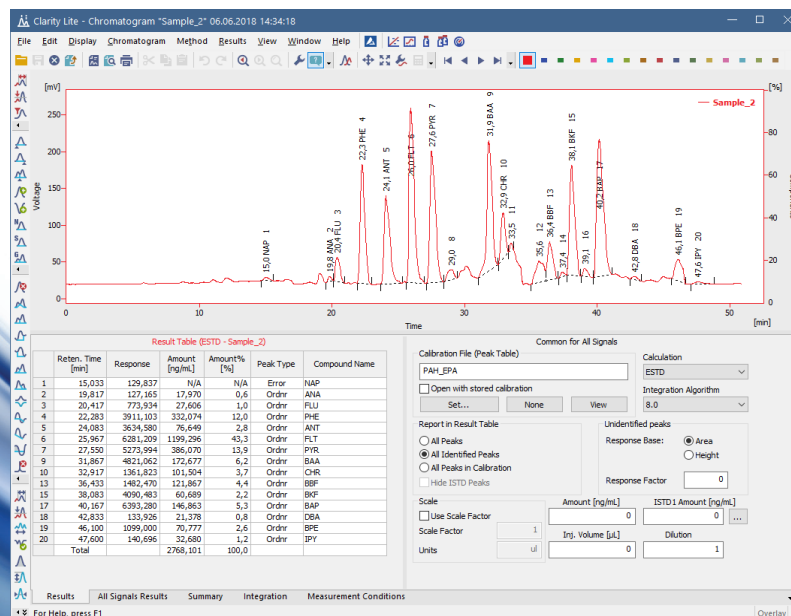 Clarity Lite - Chromatogram "Sample_2" 06.06.2018 14:34:18
File Edit Display Chromatogram Method Results View Window Help
[mV] [%]
Sample_2
250
200
150
100
50
0
Voltage
80
60
40
20
0
15,0 NAP 1
19,8 ANA 2
20,4 FLU 3
22,3 PHE 4
24,1 ANT 5
26,0 FLT 6
27,6 PYR 7
29,0 8
31,9 BAA 9
32,9 CHR 10
33,5 11
35,6 12
36,4 BBF 13
37,4 14
38,1 BKF 15
39,1 16
40,2 BAP 17
42,8 DBA 18
46,1 BPE 19
47,6 IPY 20
0 10 20 30 40 50
Time [min]
Result Table (ESTD - Sample_2)
Reten. Time [min] Response Amount [ng/mL] Amount% [%] Peak Type Compound Name
1 15,033 129,837 N/A N/A Error NAP
2 19,817 127,165 17,970 0,6 Ordnr ANA
3 20,417 773,934 27,606 1,0 Ordnr FLU
4 22,283 3911,103 332,074 12,0 Ordnr PHE
5 24,083 3634,580 76,649 2,8 Ordnr ANT
6 25,967 6281,209 1199,296 43,3 Ordnr FLT
7 27,550 5273,994 386,070 13,9 Ordnr PYR
9 31,867 4821,062 172,677 6,2 Ordnr BAA
10 32,917 1361,823 101,504 3,7 Ordnr CHR
13 36,433 1482,470 121,867 4,4 Ordnr BBF
15 38,083 4090,483 60,689 2,2 Ordnr BKF
17 40,167 6393,280 146,863 5,3 Ordnr BAP
18 42,833 133,926 21,378 0,8 Ordnr DBA
19 46,100 1099,000 70,777 2,6 Ordnr BPE
20 47,600 140,696 32,680 1,2 Ordnr IPY
Total 2768,101 100,0
Common for All Signals
Calibration File (Peak Table)
PAH_EPA
Open with stored calibration
Set... None View
Calculation
ESTD
Integration Algorithm
8.0
Report in Result Table
All Peaks
All Identified Peaks
All Peaks in Calibration
Hide ISTD Peaks
Unidentified peaks
Response Base: Area
Height
Response Factor 0
Scale
Use Scale Factor
Scale Factor 1
Units ul
Amount [ng/mL] ISTD1 Amount [ng/mL]
0 0 ...
Inj. Volume [µL] Dilution
0 1
Results All Signals Results Summary Integration Measurement Conditions
For Help, press F1 Overlay